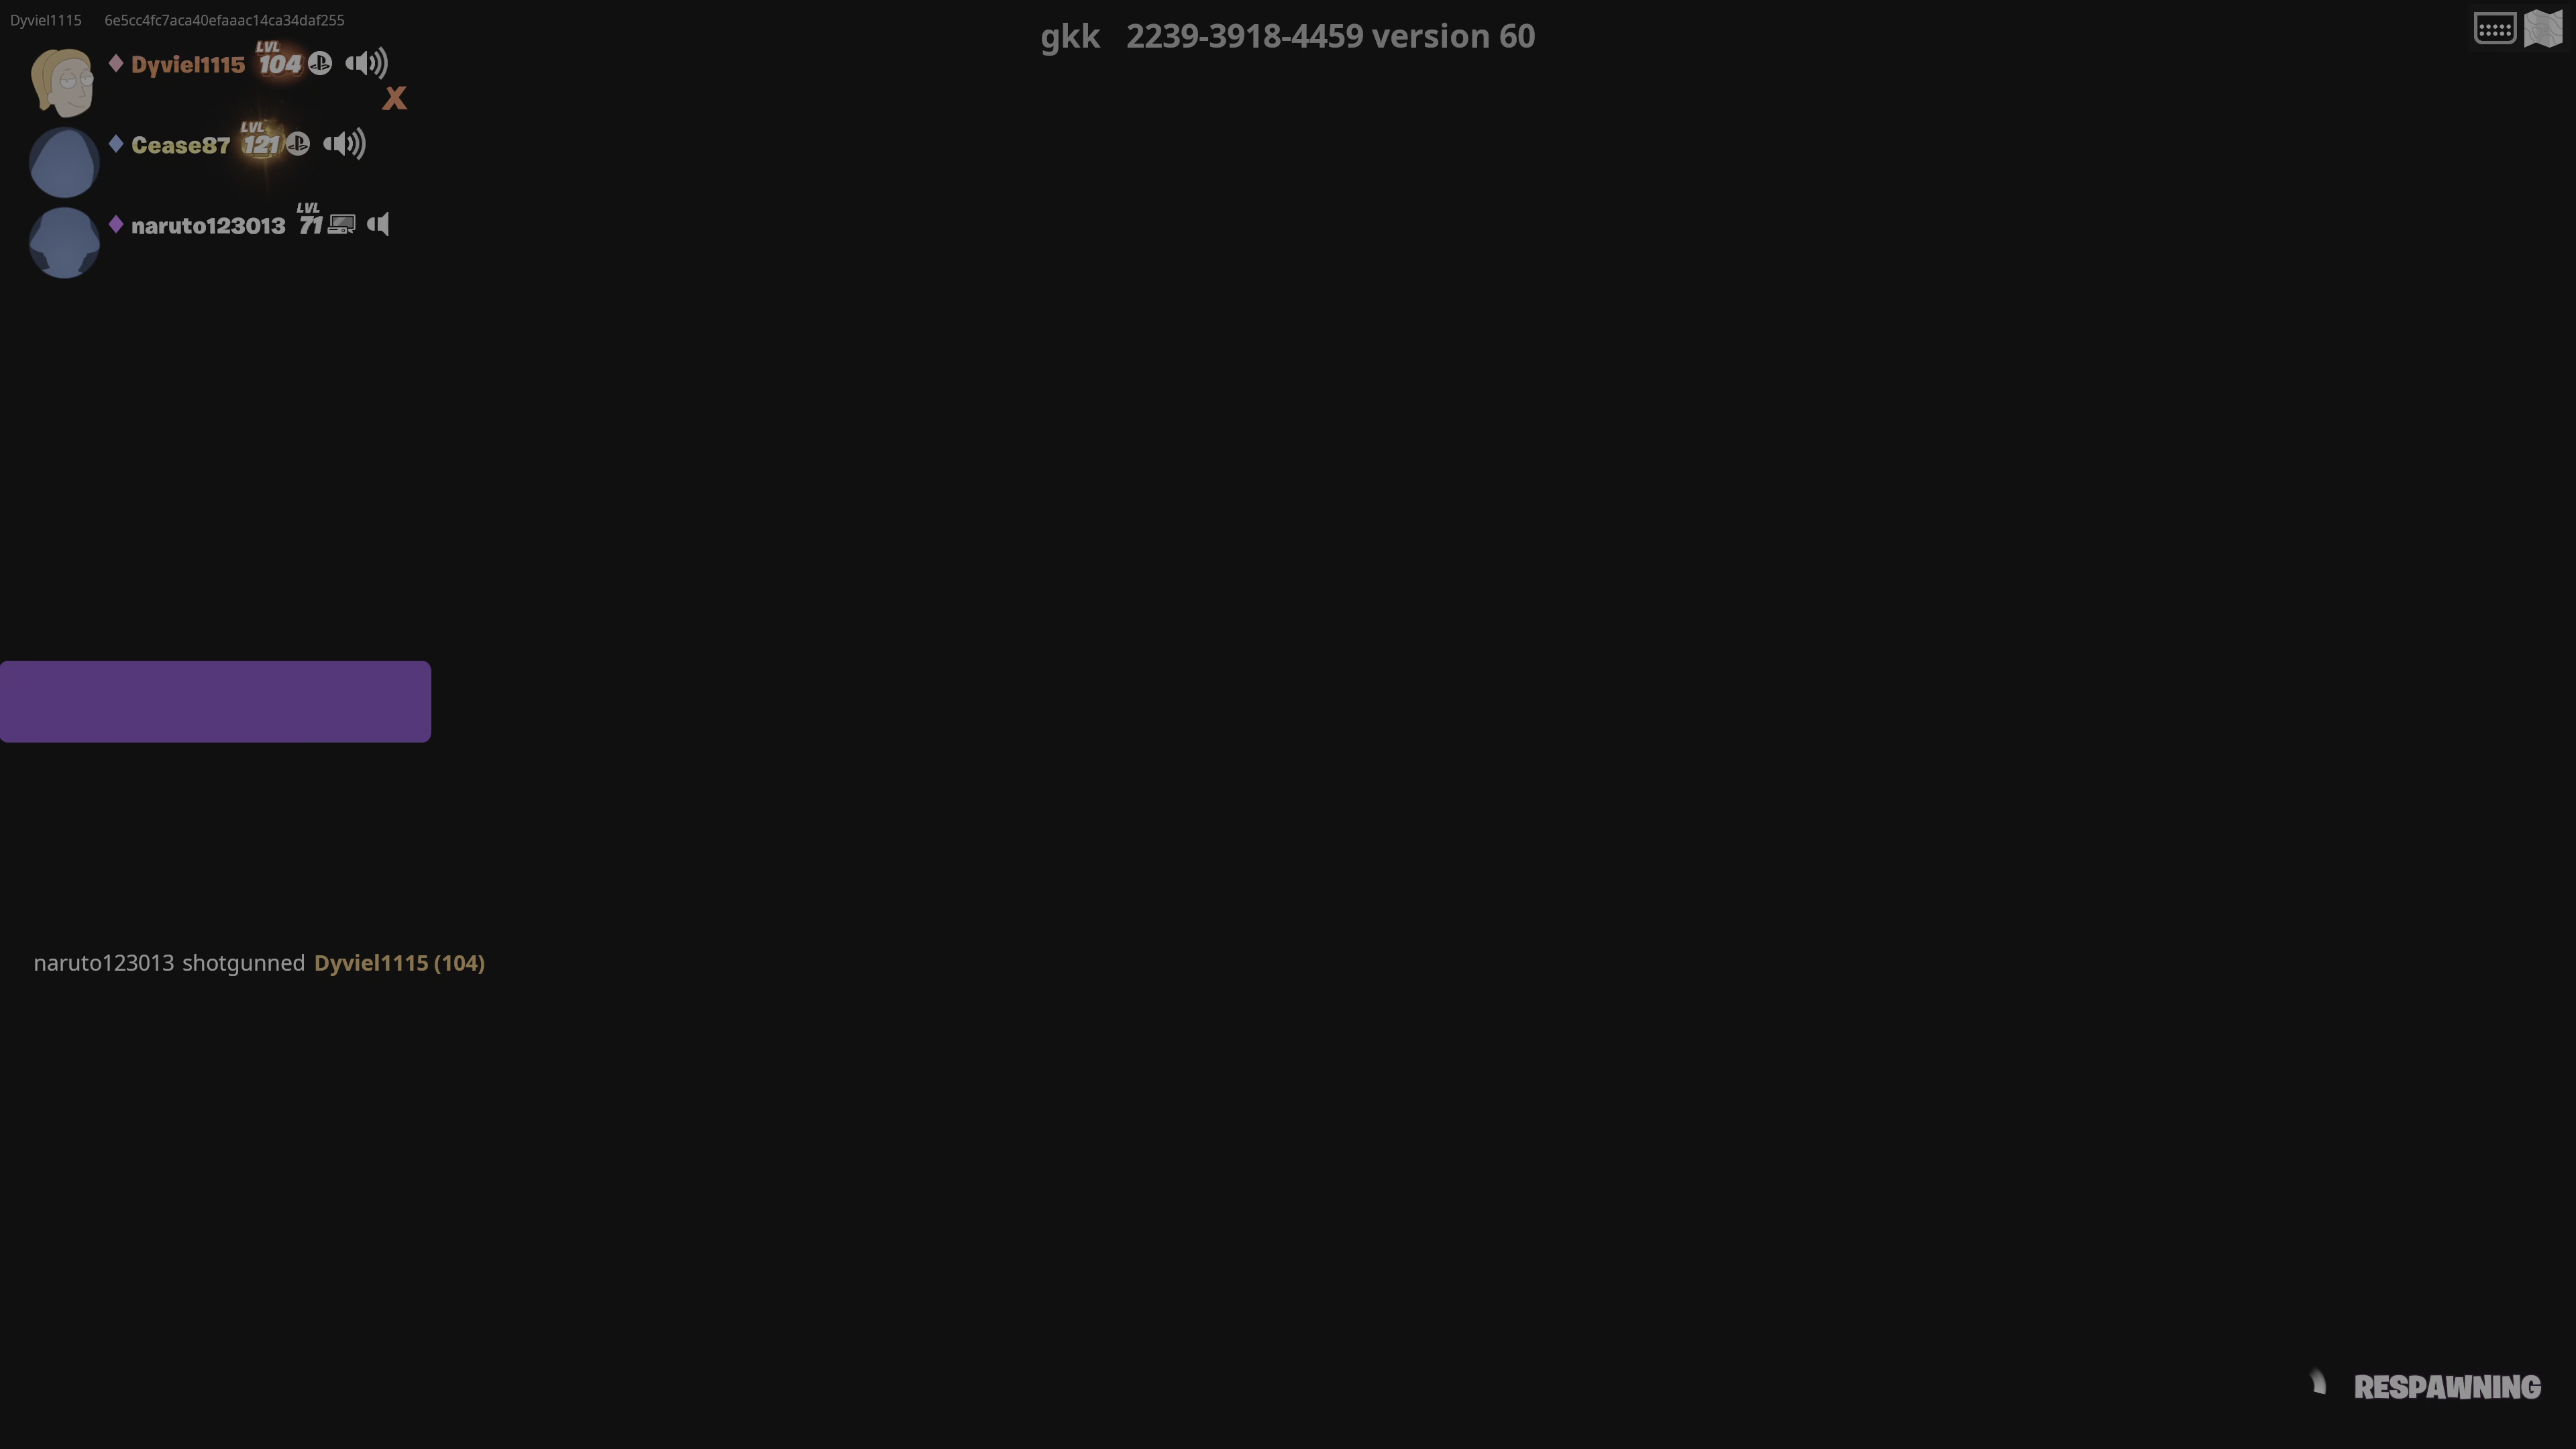 Dyviel1115 6e5cc4fc7aca40efaaac14ca34daf255
gkk 2239-3918-4459 version 60
Dyviel1115 LVL 104
X
Cease87 LVL 121
naruto123013 LVL 71
naruto123013 shotgunned Dyviel1115 (104)
RESPAWNING